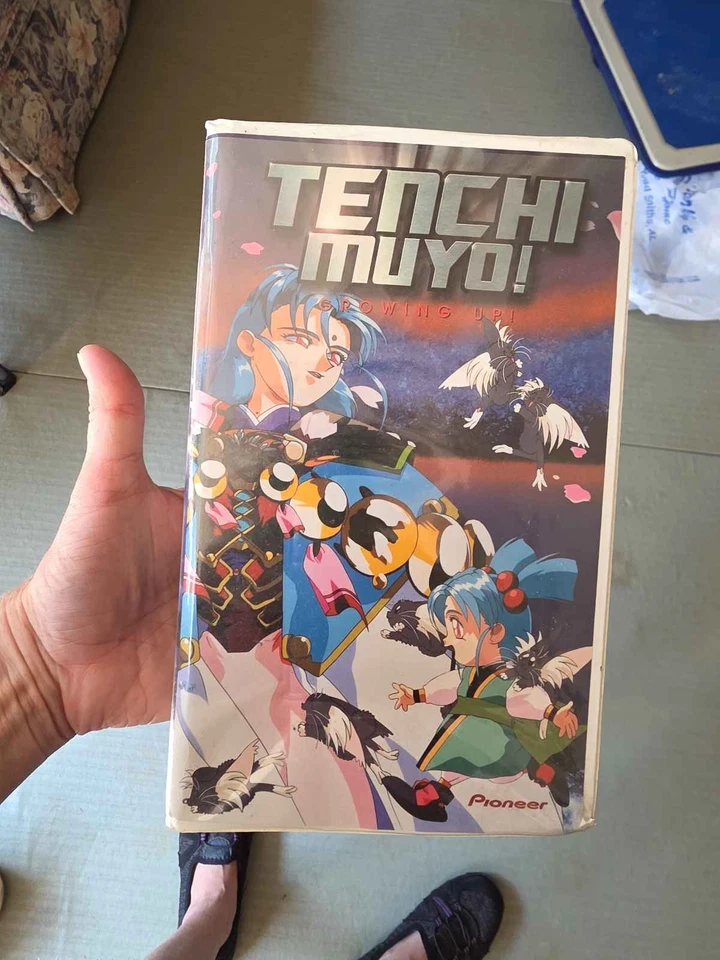 TENCHI
MUYO!
GROWING UP!
Pioneer